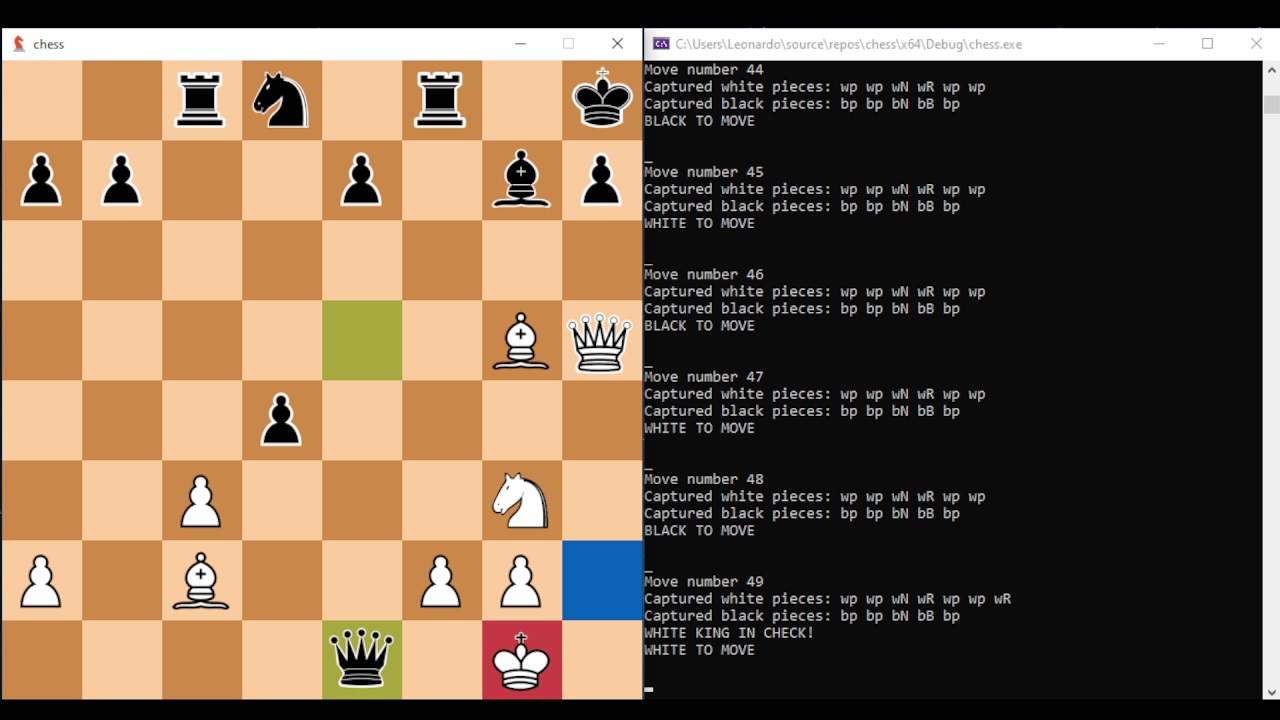 chess
C:\Users\Leonardo\source\repos\chess\x64\Debug\chess.exe
Move number 44
Captured white pieces: wp wp wN wR wp wp
Captured black pieces: bp bp bN bB bp
BLACK TO MOVE
_
Move number 45
Captured white pieces: wp wp wN wR wp wp
Captured black pieces: bp bp bN bB bp
WHITE TO MOVE
_
Move number 46
Captured white pieces: wp wp wN wR wp wp
Captured black pieces: bp bp bN bB bp
BLACK TO MOVE
_
Move number 47
Captured white pieces: wp wp wN wR wp wp
Captured black pieces: bp bp bN bB bp
WHITE TO MOVE
_
Move number 48
Captured white pieces: wp wp wN wR wp wp
Captured black pieces: bp bp bN bB bp
BLACK TO MOVE
_
Move number 49
Captured white pieces: wp wp wN wR wp wp wR
Captured black pieces: bp bp bN bB bp
WHITE KING IN CHECK!
WHITE TO MOVE